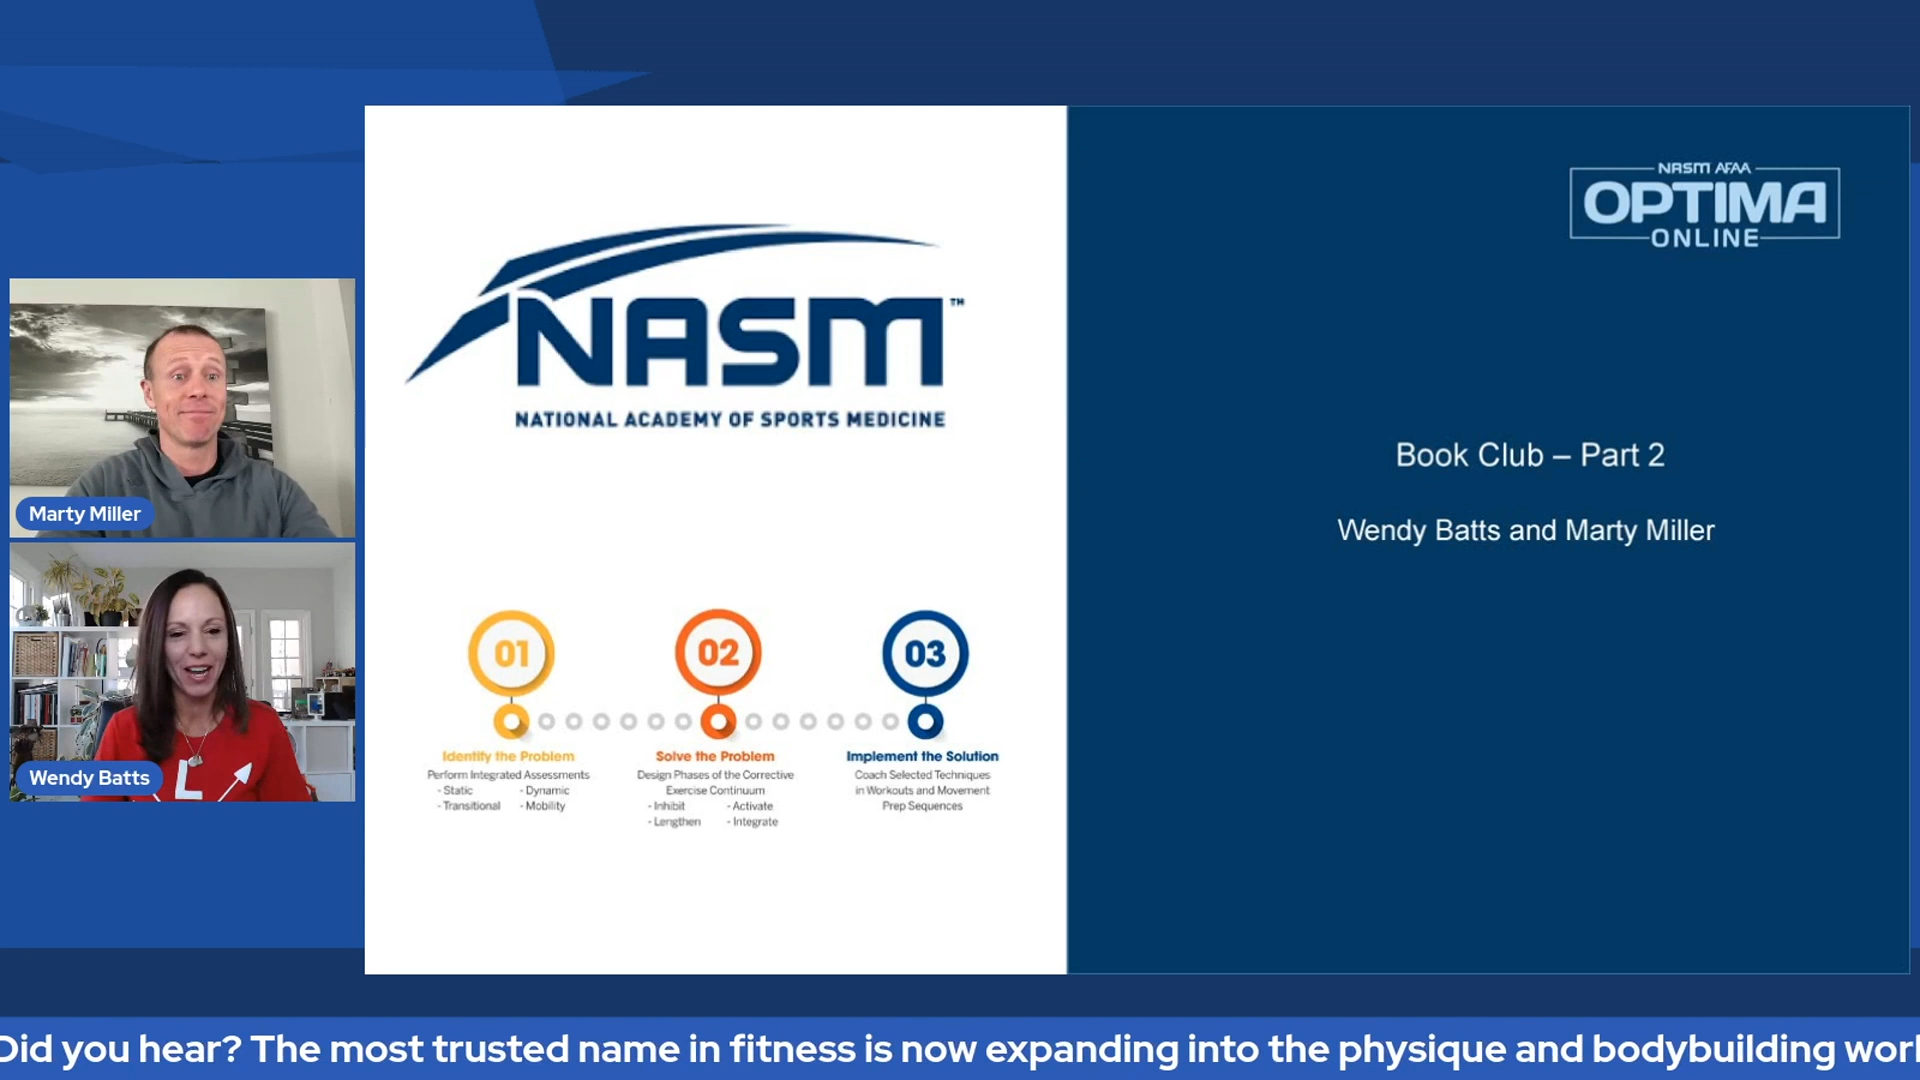 NASM AFAA
OPTIMA
ONLINE
NASM™
NATIONAL ACADEMY OF SPORTS MEDICINE
Book Club – Part 2
Wendy Batts and Marty Miller
Marty Miller
Wendy Batts
L
01
02
03
Identify the Problem
Perform Integrated Assessments
- Static - Dynamic
- Transitional - Mobility
Solve the Problem
Design Phases of the Corrective
Exercise Continuum
- Inhibit - Activate
- Lengthen - Integrate
Implement the Solution
Coach Selected Techniques
in Workouts and Movement
Prep Sequences
Did you hear? The most trusted name in fitness is now expanding into the physique and bodybuilding